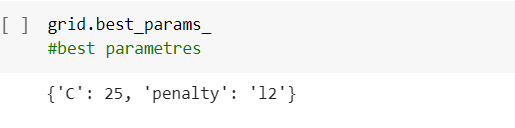 [ ] grid.best_params_
#best parametres
{'C': 25, 'penalty': 'l2'}